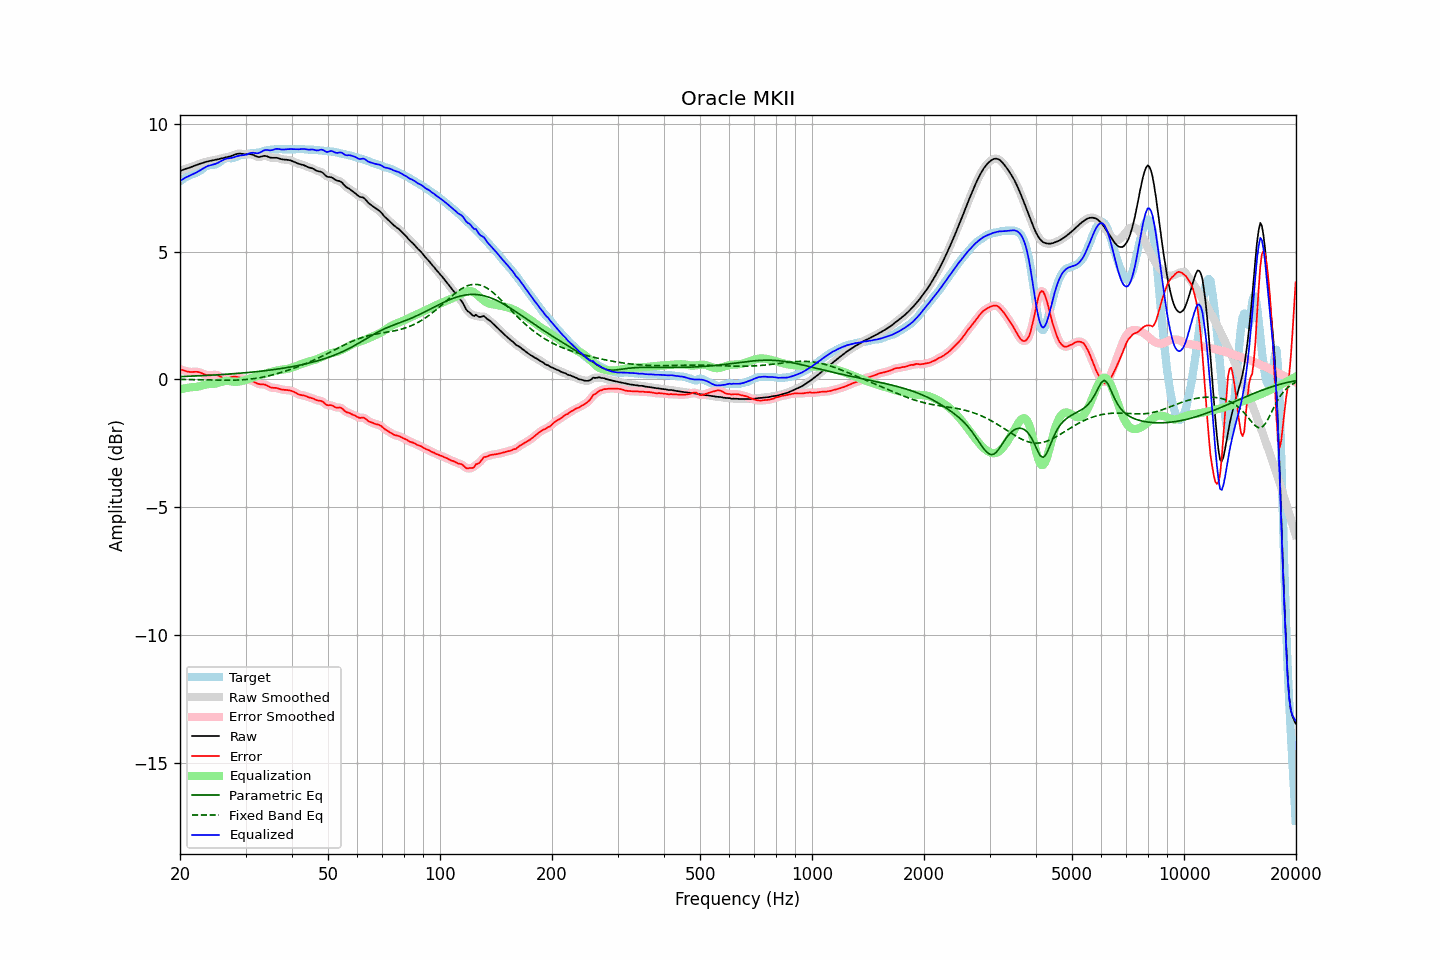 Oracle MKII
10
5
0
−5
−10
−15
Amplitude (dBr)
Target
Raw Smoothed
Error Smoothed
Raw
Error
Equalization
Parametric Eq
Fixed Band Eq
Equalized
20 50 100 200 500 1000 2000 5000 10000 20000
Frequency (Hz)